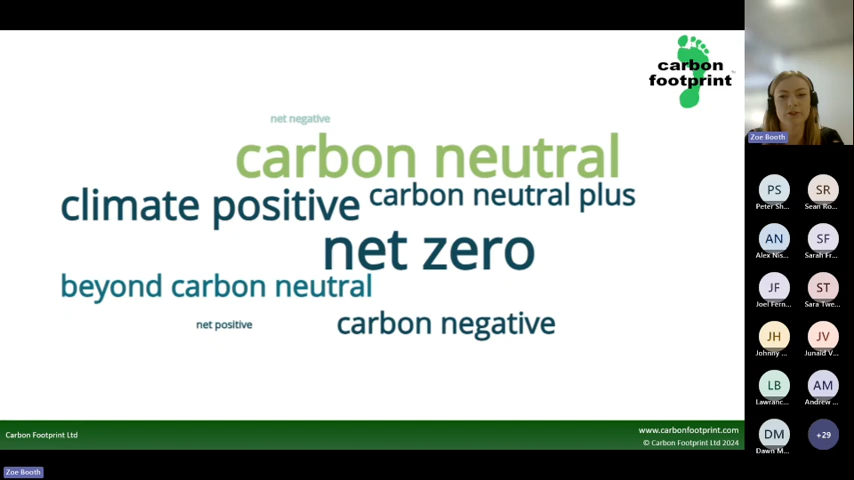 carbon
footprint
net negative
carbon neutral
climate positive
carbon neutral plus
net zero
beyond carbon neutral
net positive
carbon negative
Carbon Footprint Ltd
www.carbonfootprint.com
© Carbon Footprint Ltd 2024
Zoe Booth
Zoe Booth
PS
SR
Peter Sh...
Sean Ro...
AN
SF
Alex Nis...
Sarah Fr...
JF
ST
Joel Fern...
Sara Twe...
JH
JV
Johnny ...
Junaid V...
LB
AM
Lawranc...
Andrew ...
DM
+29
Dawn M...